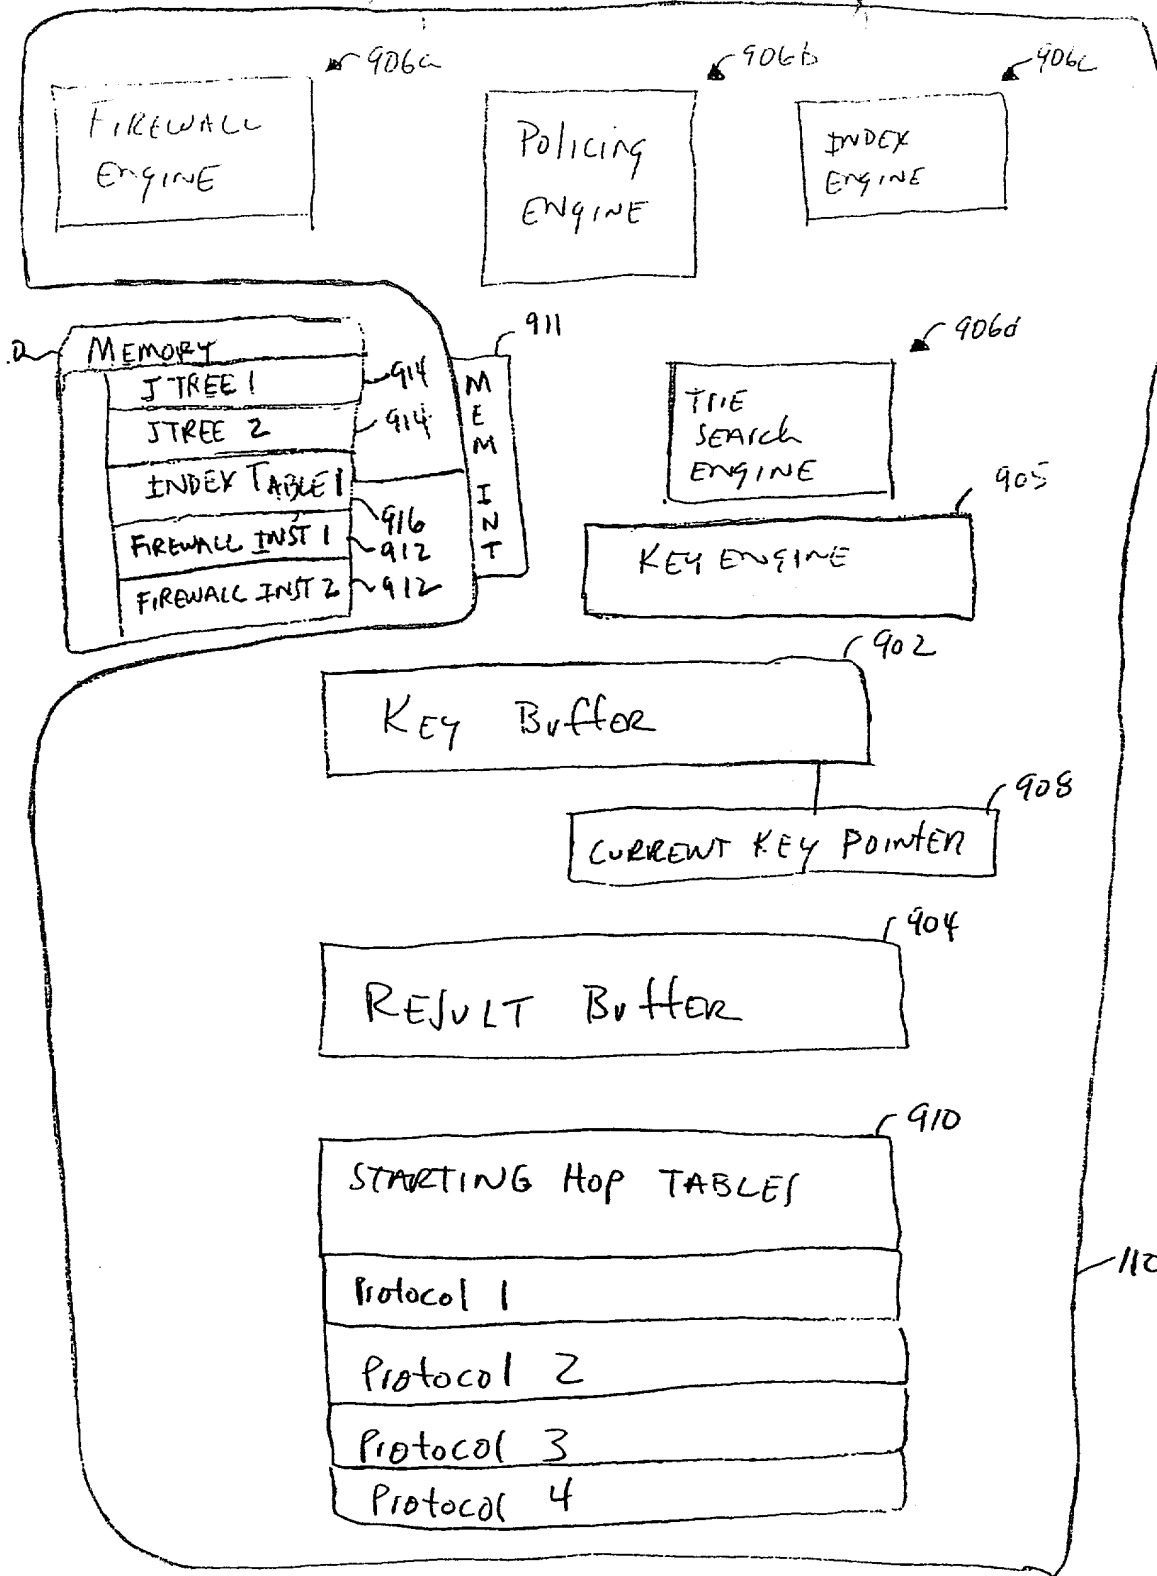 906a
906b
906c
FIREWALL
ENGINE
Policing
ENGINE
INDEX
ENGINE
911
906d
MEMORY
J TREE 1
914
JTREE 2
914
INDEX TABLE 1
916
FIREWALL INST 1
912
FIREWALL INST 2
912
MEM INT
TRIE
SEARCH
ENGINE
905
KEY ENGINE
902
KEY Buffer
908
CURRENT KEY POINTER
904
RESULT Buffer
910
STARTING HOP TABLES
Protocol 1
Protocol 2
Protocol 3
Protocol 4